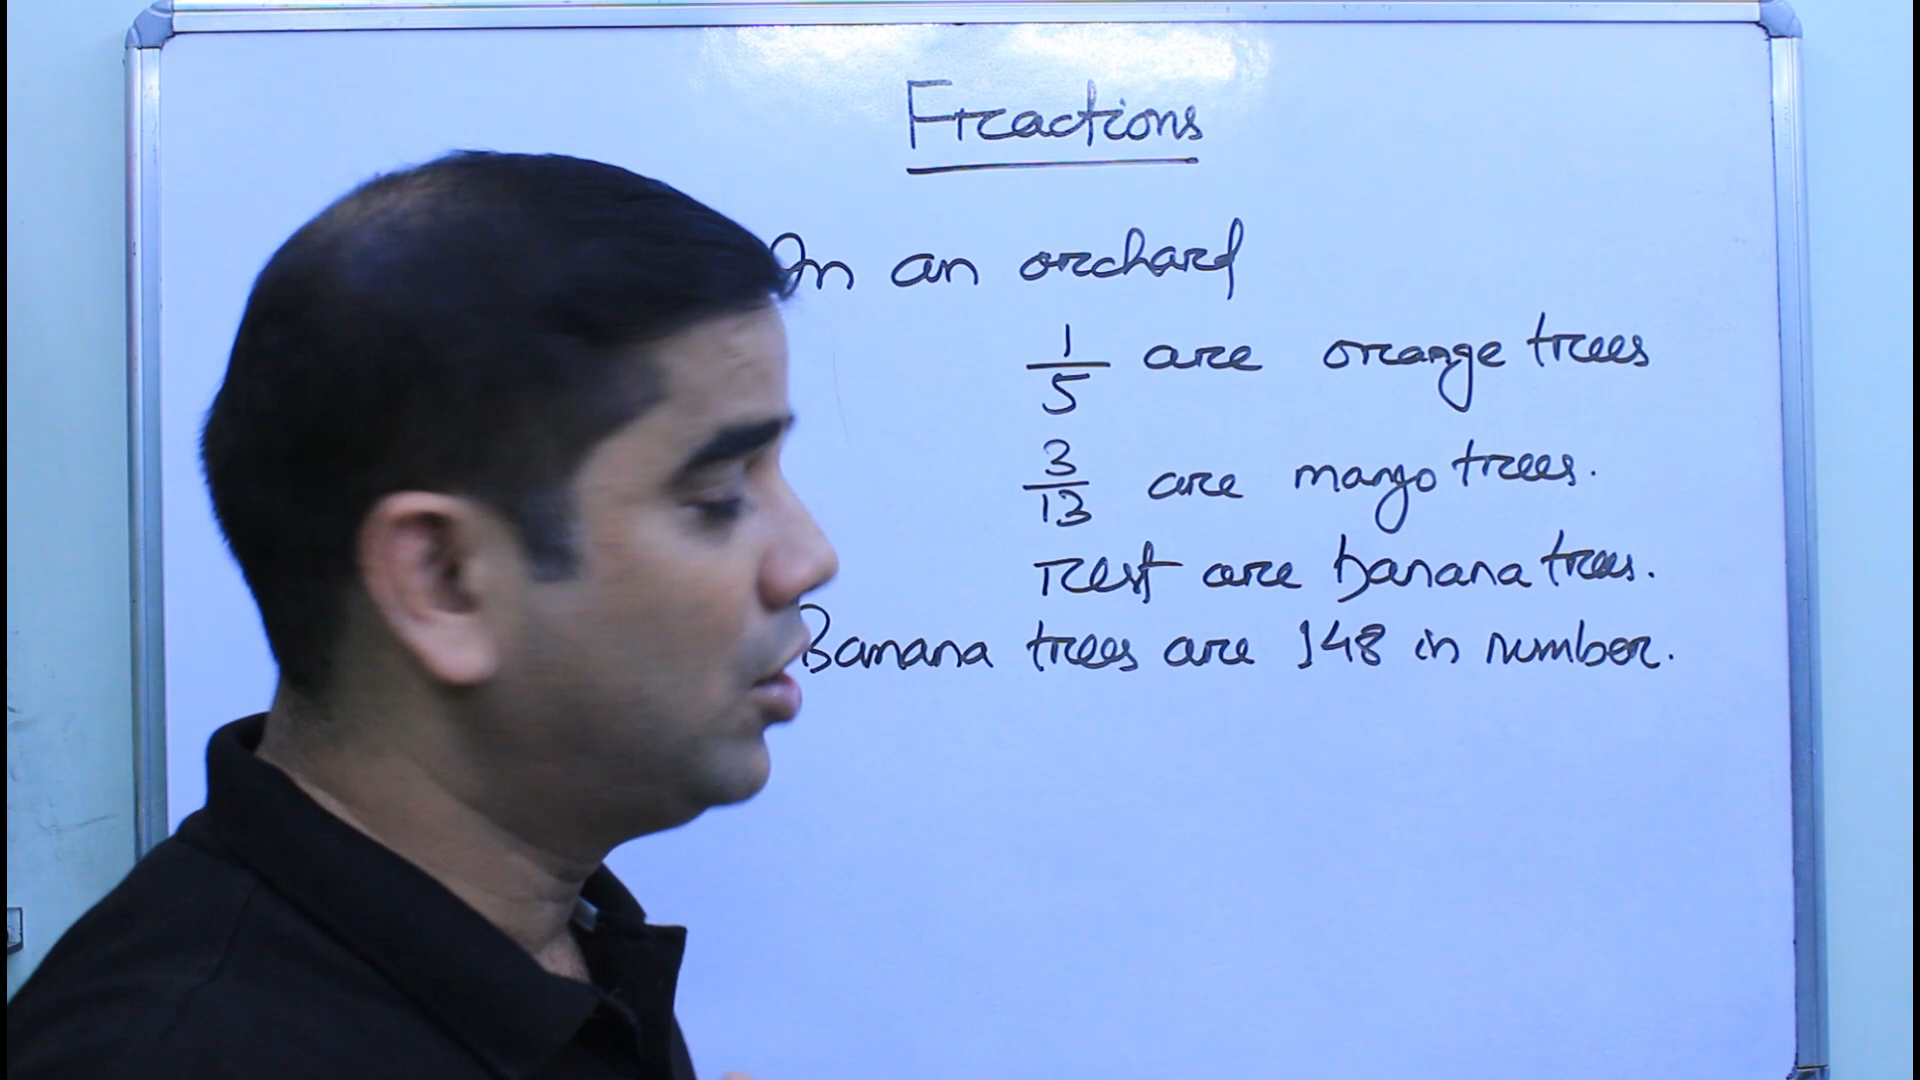 Fractions
In an orchard
1/5 are orange trees
3/13 are mango trees.
rest are banana trees.
Banana trees are 148 in number.